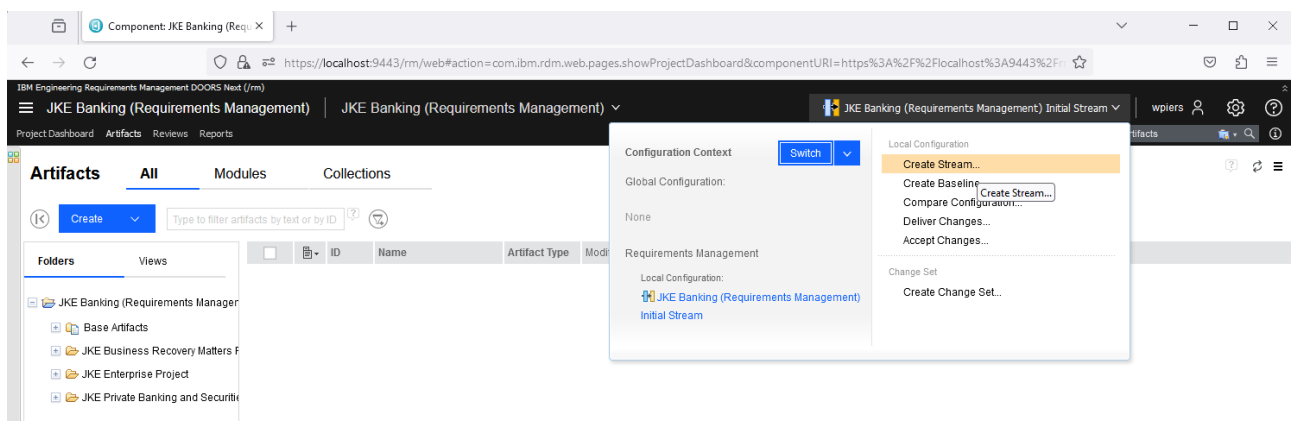 Component: JKE Banking (Requ
https://localhost:9443/rm/web#action=com.ibm.rdm.web.pages.showProjectDashboard&componentURI=https%3A%2F%2Flocalhost%3A9443%2Fr
IBM Engineering Requirements Management DOORS Next (/rm)
JKE Banking (Requirements Management) JKE Banking (Requirements Management) JKE Banking (Requirements Management) Initial Stream wpiers
Project Dashboard Artifacts Reviews Reports rtifacts
Artifacts All Modules Collections
Create Type to filter artifacts by text or by ID
Folders Views
ID Name Artifact Type Modi
JKE Banking (Requirements Manager
Base Artifacts
JKE Business Recovery Matters F
JKE Enterprise Project
JKE Private Banking and Securitie
Configuration Context Switch
Global Configuration:
None
Requirements Management
Local Configuration:
JKE Banking (Requirements Management)
Initial Stream
Local Configuration
Create Stream...
Create Baseline
Create Stream...
Compare Configuration...
Deliver Changes...
Accept Changes...
Change Set
Create Change Set...